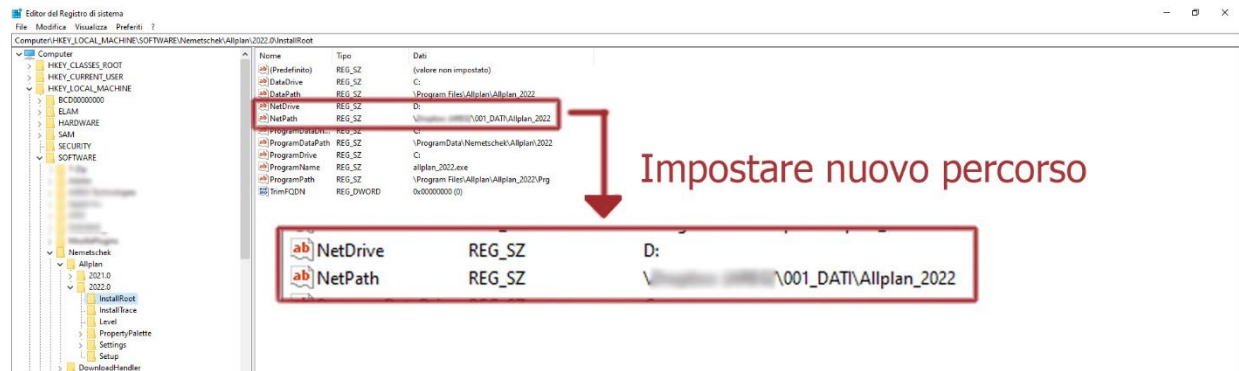 Editor del Registro di sistema
File Modifica Visualizza Preferiti ?
Computer\HKEY_LOCAL_MACHINE\SOFTWARE\Nemetschek\Allplan\2022.0\InstallRoot
Computer
HKEY_CLASSES_ROOT
HKEY_CURRENT_USER
HKEY_LOCAL_MACHINE
BCD00000000
ELAM
HARDWARE
SAM
SECURITY
SOFTWARE
Nemetschek
Allplan
2021.0
2022.0
InstallRoot
InstallTrace
Level
PropertyPalette
Settings
Setup
DownloadHandler
Nome Tipo Dati
(Predefinito) REG_SZ (valore non impostato)
DataDrive REG_SZ C:
DataPath REG_SZ \Program Files\Allplan\Allplan_2022
NetDrive REG_SZ D:
NetPath REG_SZ \ \001_DATI\Allplan_2022
ProgramDataDri... REG_SZ C:
ProgramDataPath REG_SZ \ProgramData\Nemetschek\Allplan\2022
ProgramDrive REG_SZ C:
ProgramName REG_SZ allplan_2022.exe
ProgramPath REG_SZ \Program Files\Allplan\Allplan_2022\Prg
TrimFQDN REG_DWORD 0x00000000 (0)
Impostare nuovo percorso
NetDrive REG_SZ D:
NetPath REG_SZ \ \001_DATI\Allplan_2022